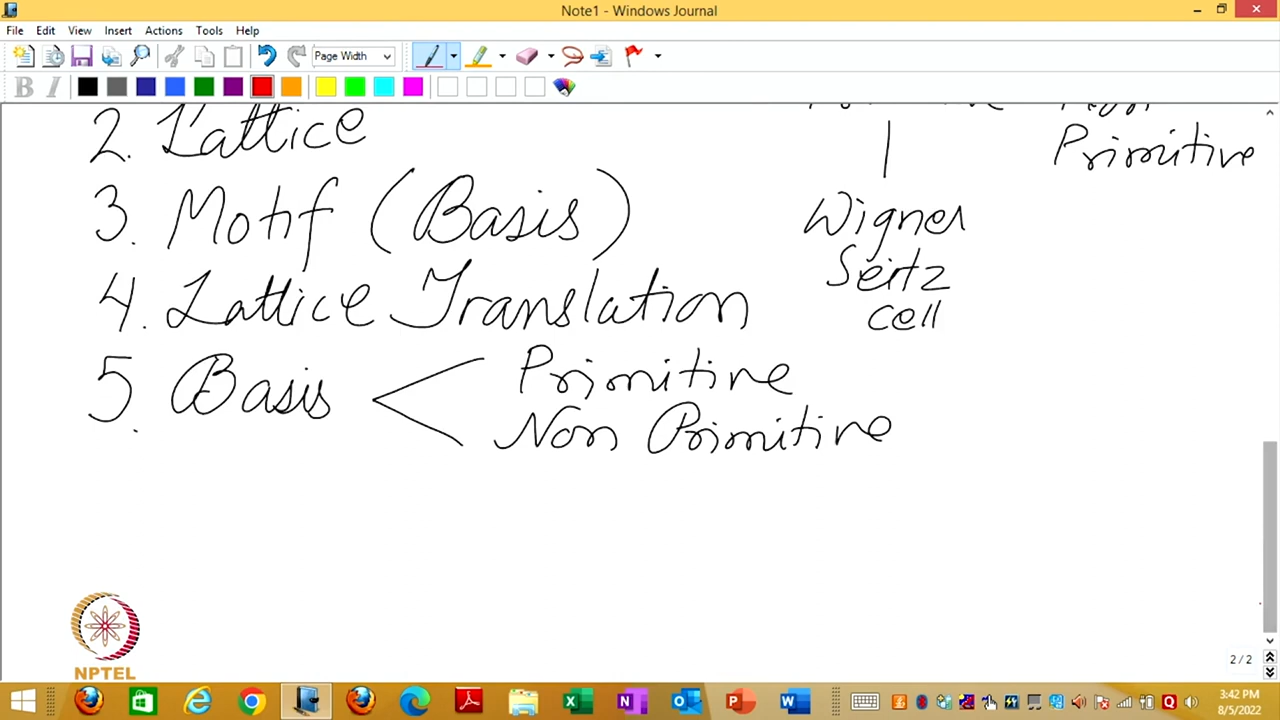 Note1 - Windows Journal
File Edit View Insert Actions Tools Help
Page Width
B I
2. Lattice
Primitive
3. Motif (Basis)
Wigner
Seitz
cell
4. Lattice Translation
5. Basis < Primitive
Non Primitive
NPTEL
2 / 2
3:42 PM
8/5/2022